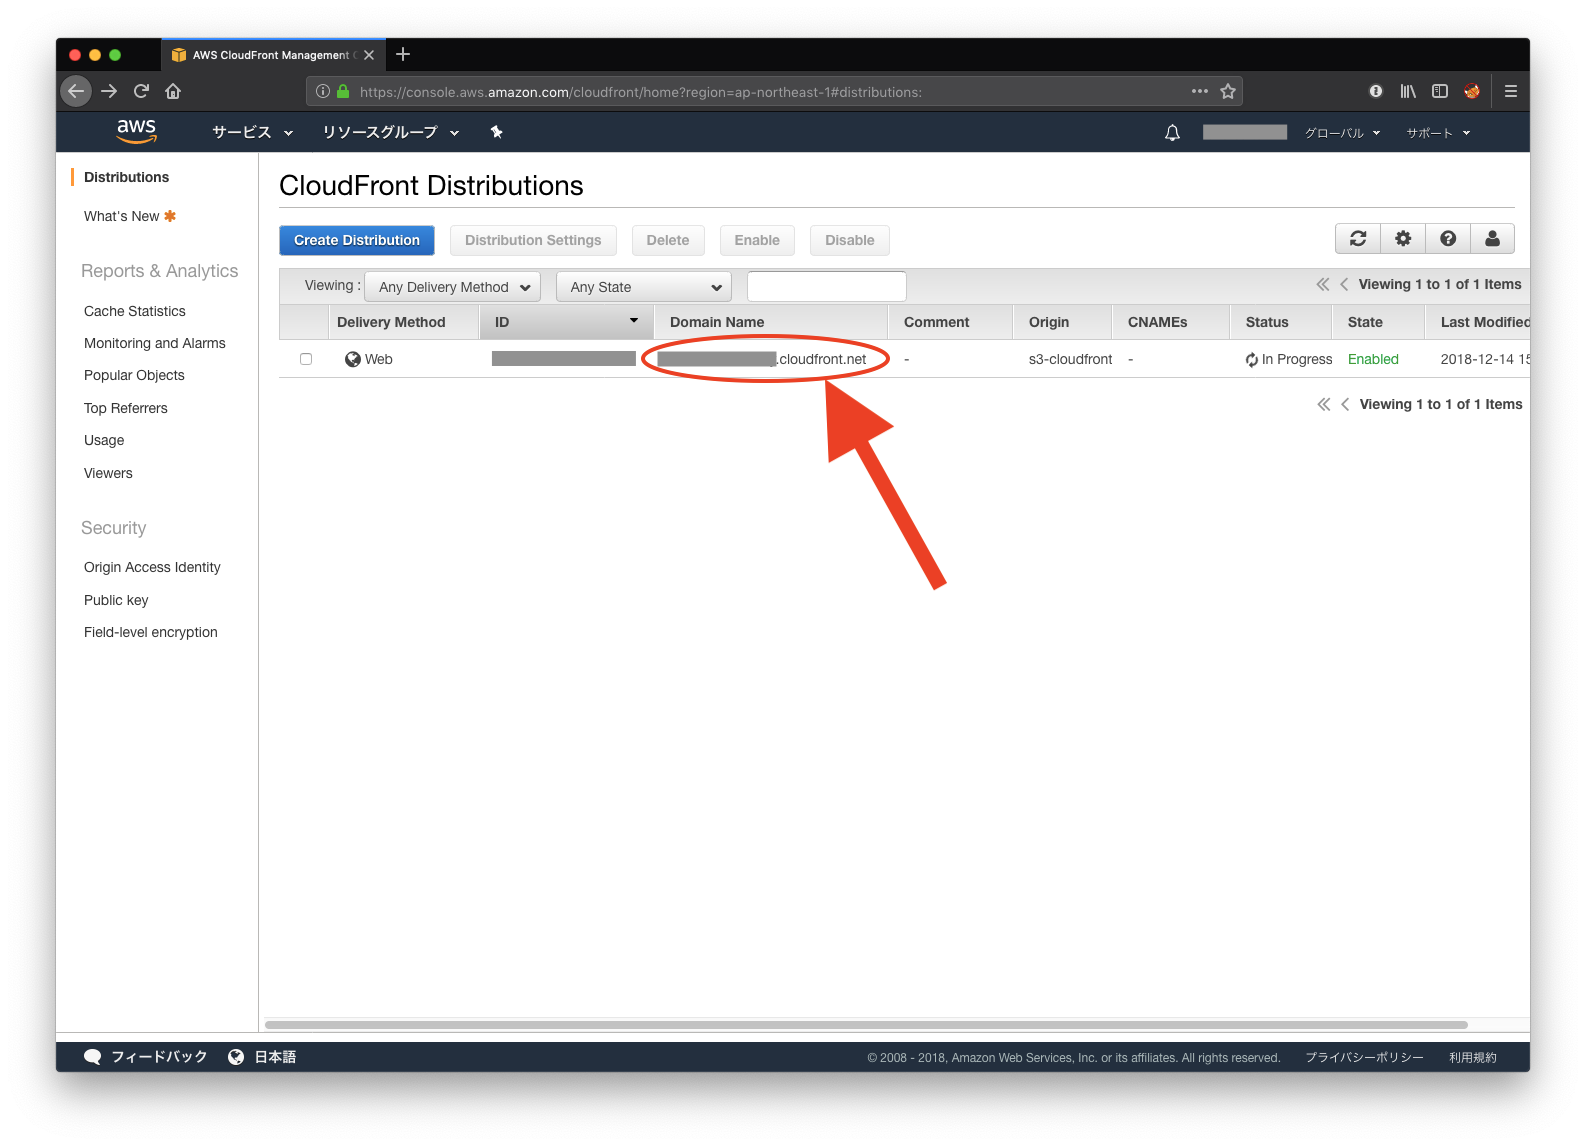 AWS CloudFront Management
https://console.aws.amazon.com/cloudfront/home?region=ap-northeast-1#distributions:
aws サービス リソースグループ グローバル サポート
Distributions
What's New
Reports & Analytics
Cache Statistics
Monitoring and Alarms
Popular Objects
Top Referrers
Usage
Viewers
Security
Origin Access Identity
Public key
Field-level encryption
CloudFront Distributions
Create Distribution Distribution Settings Delete Enable Disable
Viewing : Any Delivery Method Any State Viewing 1 to 1 of 1 Items
Delivery Method ID Domain Name Comment Origin CNAMEs Status State Last Modified
Web .cloudfront.net - s3-cloudfront - In Progress Enabled 2018-12-14 15
Viewing 1 to 1 of 1 Items
フィードバック 日本語 © 2008 - 2018, Amazon Web Services, Inc. or its affiliates. All rights reserved. プライバシーポリシー 利用規約